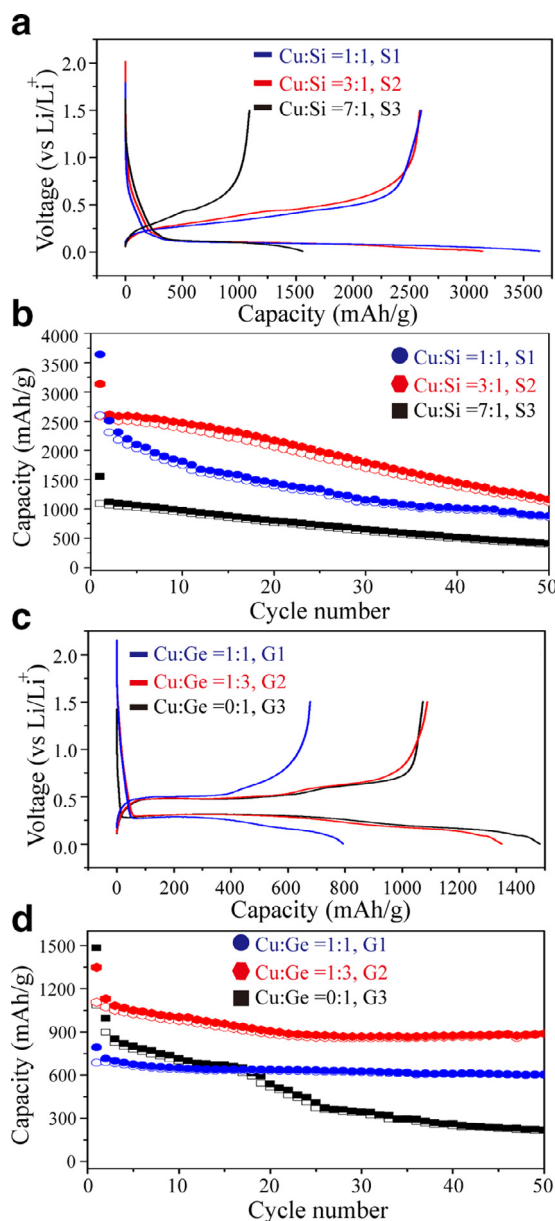 a
Cu:Si =1:1, S1
Cu:Si =3:1, S2
Cu:Si =7:1, S3
Voltage (vs Li/Li+)
2.0
1.5
1.0
0.5
0.0
0 500 1000 1500 2000 2500 3000 3500
Capacity (mAh/g)
b
Cu:Si =1:1, S1
Cu:Si =3:1, S2
Cu:Si =7:1, S3
Capacity (mAh/g)
4000
3500
3000
2500
2000
1500
1000
500
0
0 10 20 30 40 50
Cycle number
c
Cu:Ge =1:1, G1
Cu:Ge =1:3, G2
Cu:Ge =0:1, G3
Voltage (vs Li/Li+)
2.0
1.5
1.0
0.5
0.0
0 200 400 600 800 1000 1200 1400
Capacity (mAh/g)
d
Cu:Ge =1:1, G1
Cu:Ge =1:3, G2
Cu:Ge =0:1, G3
Capacity (mAh/g)
1500
1200
900
600
300
0
0 10 20 30 40 50
Cycle number